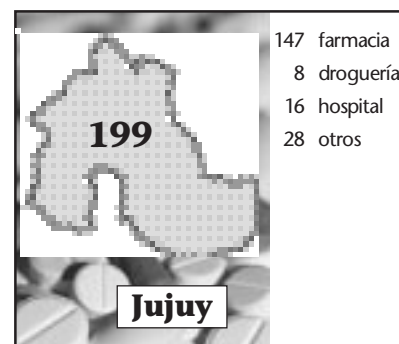 147 farmacia
8 droguería
16 hospital
28 otros
199
Jujuy